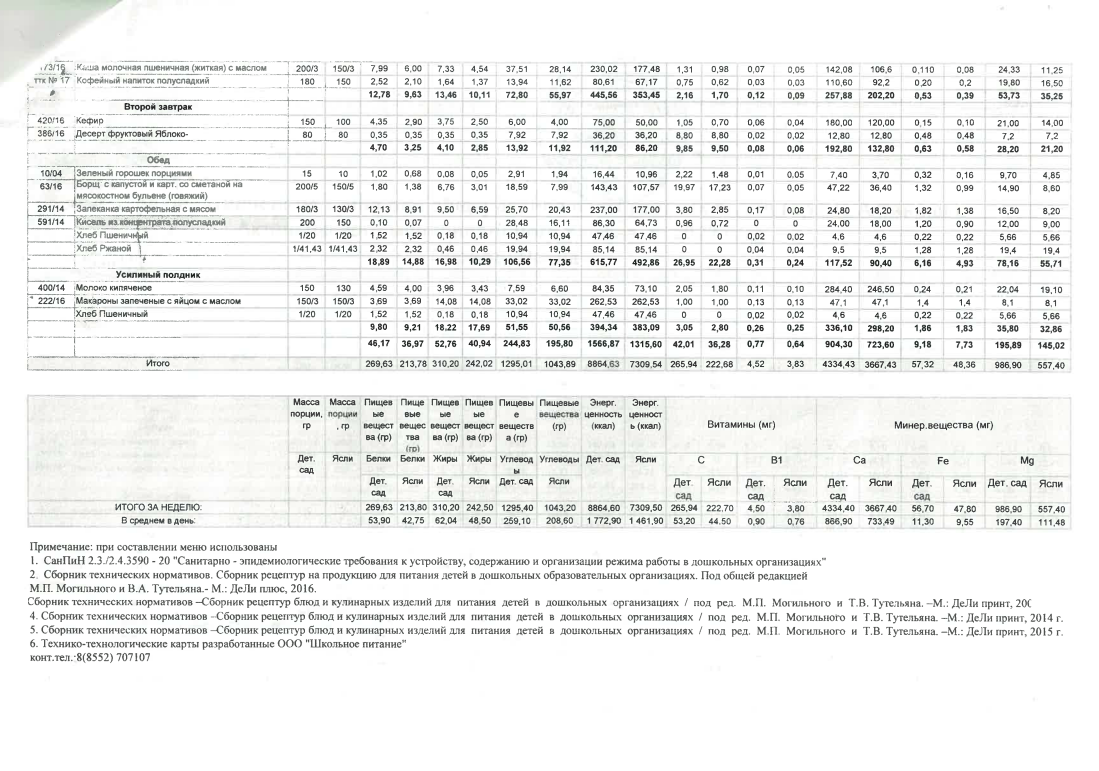 173/16 Каша молочная пшеничная (житкая) с маслом 200/3 150/3 7,99 6,00 7,33 4,54 37,51 28,14 230,02 177,48 1,31 0,98 0,07 0,05 142,08 106,6 0,110 0,08 24,33 11,25
ттк № 17 Кофейный напиток полусладкий 180 150 2,52 2,10 1,64 1,37 13,94 11,62 80,61 67,17 0,75 0,62 0,03 0,03 110,60 92,2 0,20 0,2 19,80 16,50
12,78 9,63 13,46 10,11 72,80 55,97 445,56 353,45 2,16 1,70 0,12 0,09 257,88 202,20 0,53 0,39 53,73 35,25
Второй завтрак
420/16 Кефир 150 100 4,35 2,90 3,75 2,50 6,00 4,00 75,00 50,00 1,05 0,70 0,06 0,04 180,00 120,00 0,15 0,10 21,00 14,00
386/16 Десерт фруктовый Яблоко- 80 80 0,35 0,35 0,35 0,35 7,92 7,92 36,20 36,20 8,80 8,80 0,02 0,02 12,80 12,80 0,48 0,48 7,2 7,2
4,70 3,25 4,10 2,85 13,92 11,92 111,20 86,20 9,85 9,50 0,08 0,06 192,80 132,80 0,63 0,58 28,20 21,20
Обед
10/04 Зеленый горошек порциями 15 10 1,02 0,68 0,08 0,05 2,91 1,94 16,44 10,96 2,22 1,48 0,01 0,05 7,40 3,70 0,32 0,16 9,70 4,85
63/16 Борщ с капустой и карт. со сметаной на мясокостном бульене (говяжий) 200/5 150/5 1,80 1,38 6,76 3,01 18,59 7,99 143,43 107,57 19,97 17,23 0,07 0,05 47,22 36,40 1,32 0,99 14,90 8,60
291/14 Запеканка картофельная с мясом 180/3 130/3 12,13 8,91 9,50 6,59 25,70 20,43 237,00 177,00 3,80 2,85 0,17 0,08 24,80 18,20 1,82 1,38 16,50 8,20
591/14 Кисель из концентрата полусладкий 200 150 0,10 0,07 0 0 28,48 16,11 86,30 64,73 0,96 0,72 0 0 24,00 18,00 1,20 0,90 12,00 9,00
Хлеб Пшеничный 1/20 1/20 1,52 1,52 0,18 0,18 10,94 10,94 47,46 47,46 0 0 0,02 0,02 4,6 4,6 0,22 0,22 5,66 5,66
Хлеб Ржаной 1/41,43 1/41,43 2,32 2,32 0,46 0,46 19,94 19,94 85,14 85,14 0 0 0,04 0,04 9,5 9,5 1,28 1,28 19,4 19,4
18,89 14,88 16,98 10,29 106,56 77,35 615,77 492,86 26,95 22,28 0,31 0,24 117,52 90,40 6,16 4,93 78,16 55,71
Усилиный полдник
400/14 Молоко кипяченое 150 130 4,59 4,00 3,96 3,43 7,59 6,60 84,35 73,10 2,05 1,80 0,11 0,10 284,40 246,50 0,24 0,21 22,04 19,10
222/16 Макароны запеченые с яйцом с маслом 150/3 150/3 3,69 3,69 14,08 14,08 33,02 33,02 262,53 262,53 1,00 1,00 0,13 0,13 47,1 47,1 1,4 1,4 8,1 8,1
Хлеб Пшеничный 1/20 1/20 1,52 1,52 0,18 0,18 10,94 10,94 47,46 47,46 0 0 0,02 0,02 4,6 4,6 0,22 0,22 5,66 5,66
9,80 9,21 18,22 17,69 51,55 50,56 394,34 383,09 3,05 2,80 0,26 0,25 336,10 298,20 1,86 1,83 35,80 32,86
46,17 36,97 52,76 40,94 244,83 195,80 1566,87 1315,60 42,01 36,28 0,77 0,64 904,30 723,60 9,18 7,73 195,89 145,02
Итого 269,63 213,78 310,20 242,02 1295,01 1043,89 8864,63 7309,54 265,94 222,68 4,52 3,83 4334,43 3667,43 57,32 48,36 986,90 557,40
Масса порции, гр Масса порции, гр Пищевые вещества (гр) Пищевые вещества (гр) Пищевые вещества (гр) Пищевые вещества (гр) Пищевые вещества (гр) Пищевые вещества (гр) Энерг. ценность (ккал) Энерг. ценность (ккал) Витамины (мг) Минер.вещества (мг)
Дет. сад Ясли Белки Белки Жиры Жиры Углеводы Углеводы Дет. сад Ясли C B1 Ca Fe Mg
Дет. сад Ясли Дет. сад Ясли Дет. сад Ясли Дет. сад Ясли Дет. сад Ясли Дет. сад Ясли Дет. сад Ясли Дет. сад Ясли
ИТОГО ЗА НЕДЕЛЮ: 269,63 213,80 310,20 242,50 1295,40 1043,20 8864,60 7309,50 265,94 222,70 4,50 3,80 4334,40 3667,40 56,70 47,80 986,90 557,40
В среднем в день: 53,90 42,75 62,04 48,50 259,10 208,60 1 772,90 1 461,90 53,20 44,50 0,90 0,76 866,90 733,49 11,30 9,55 197,40 111,48
Примечание: при составлении меню использованы
1. СанПиН 2.3./2.4.3590 - 20 "Санитарно - эпидемиологические требования к устройству, содержанию и организации режима работы в дошкольных организациях"
2. Сборник технических нормативов. Сборник рецептур на продукцию для питания детей в дошкольных образовательных организациях. Под общей редакцией
М.П. Могильного и В.А. Тутельяна.- М.: ДеЛи плюс, 2016.
Сборник технических нормативов –Сборник рецептур блюд и кулинарных изделий для питания детей в дошкольных организациях / под ред. М.П. Могильного и Т.В. Тутельяна. –М.: ДеЛи принт,
4. Сборник технических нормативов –Сборник рецептур блюд и кулинарных изделий для питания детей в дошкольных организациях / под ред. М.П. Могильного и Т.В. Тутельяна. –М.: ДеЛи принт, 2014 г.
5. Сборник технических нормативов –Сборник рецептур блюд и кулинарных изделий для питания детей в дошкольных организациях / под ред. М.П. Могильного и Т.В. Тутельяна. –М.: ДеЛи принт, 2015 г.
6. Технико-технологические карты разработанные ООО "Школьное питание"
конт.тел. 8(8552) 707107